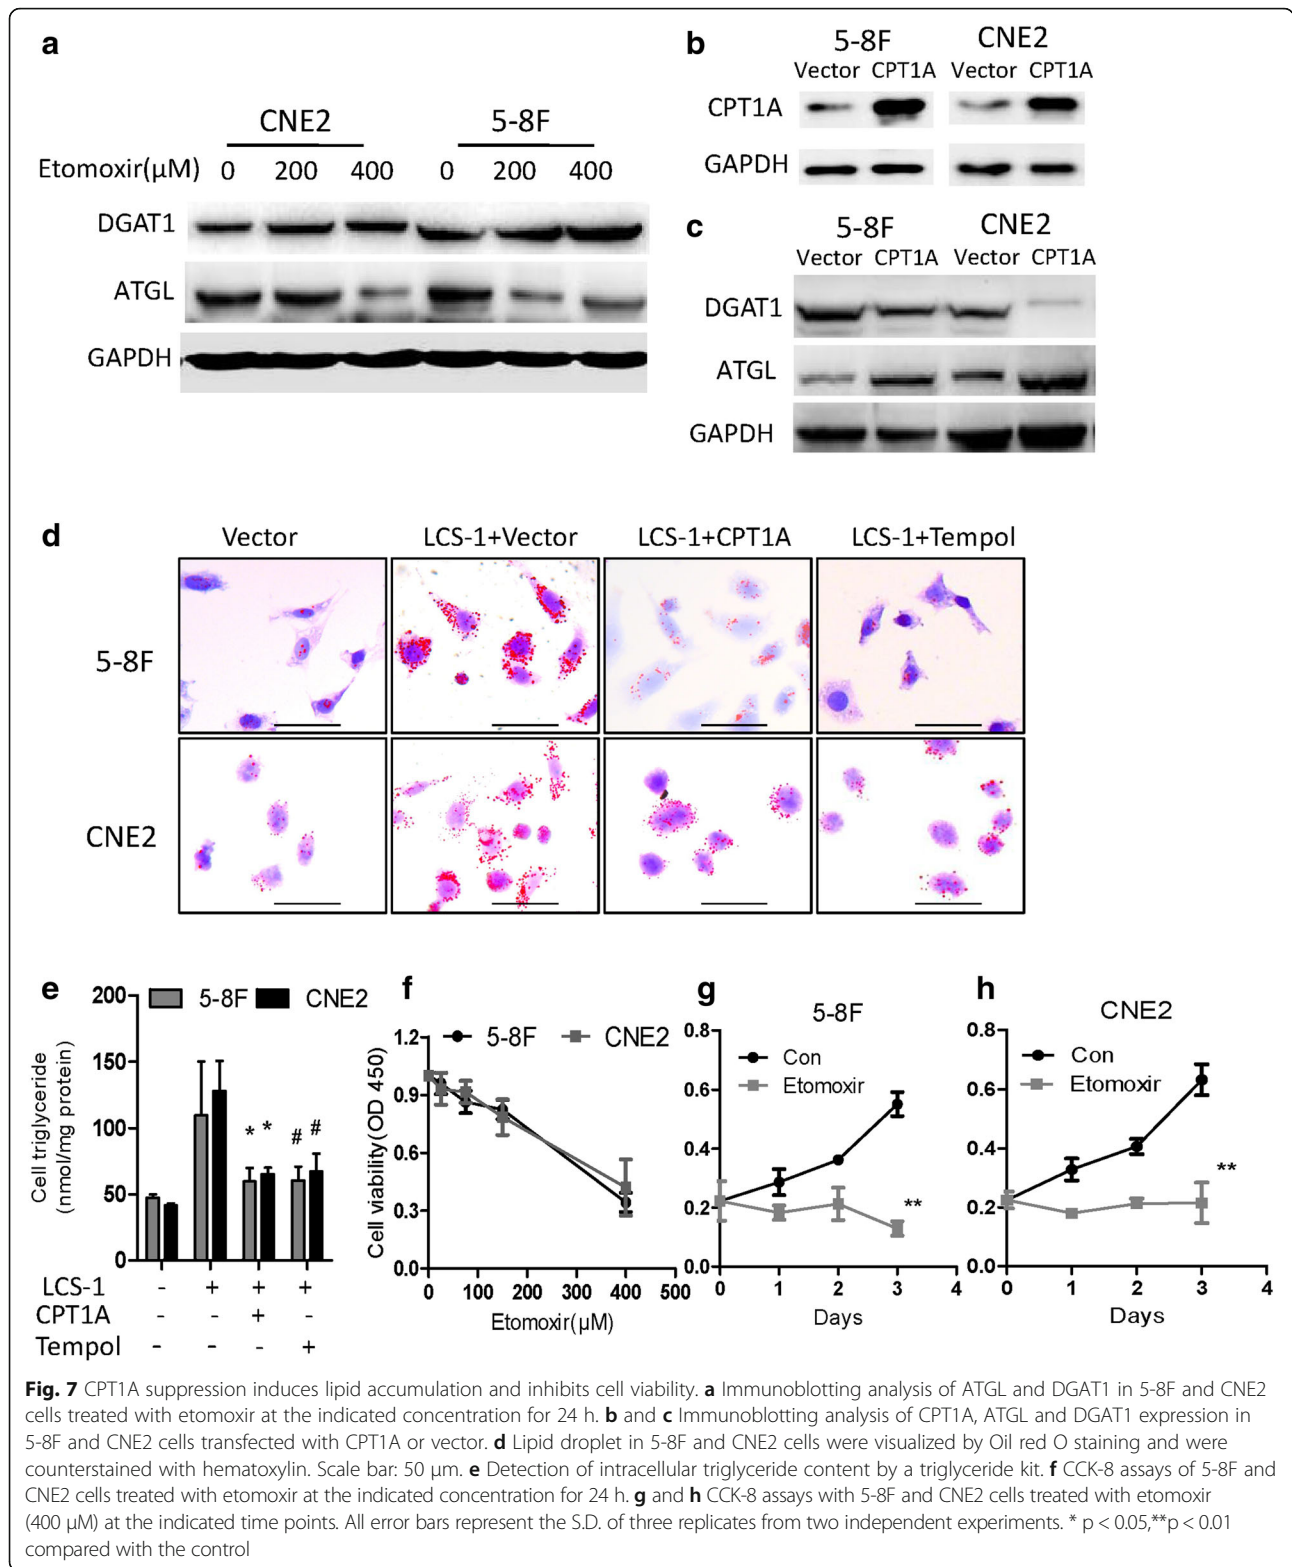 a
CNE2 5-8F
Etomoxir(µM) 0 200 400 0 200 400
DGAT1
ATGL
GAPDH
b
5-8F CNE2
Vector CPT1A Vector CPT1A
CPT1A
GAPDH
c
5-8F CNE2
Vector CPT1A Vector CPT1A
DGAT1
ATGL
GAPDH
d
Vector LCS-1+Vector LCS-1+CPT1A LCS-1+Tempol
5-8F
CNE2
e
5-8F CNE2
Cell triglyceride
(nmol/mg protein)
200
150
100
50
0
* * # #
LCS-1 - + + +
CPT1A - - + -
Tempol - - - +
f
5-8F CNE2
Cell viability(OD 450)
1.2
0.9
0.6
0.3
0.0
0 100 200 300 400 500
Etomoxir(µM)
g
5-8F
Con
Etomoxir
0.8
0.6
0.4
0.2
0.0
**
0 1 2 3 4
Days
h
CNE2
Con
Etomoxir
0.8
0.6
0.4
0.2
0.0
**
0 1 2 3 4
Days
Fig. 7 CPT1A suppression induces lipid accumulation and inhibits cell viability. a Immunoblotting analysis of ATGL and DGAT1 in 5-8F and CNE2
cells treated with etomoxir at the indicated concentration for 24 h. b and c Immunoblotting analysis of CPT1A, ATGL and DGAT1 expression in
5-8F and CNE2 cells transfected with CPT1A or vector. d Lipid droplet in 5-8F and CNE2 cells were visualized by Oil red O staining and were
counterstained with hematoxylin. Scale bar: 50 µm. e Detection of intracellular triglyceride content by a triglyceride kit. f CCK-8 assays of 5-8F and
CNE2 cells treated with etomoxir at the indicated concentration for 24 h. g and h CCK-8 assays with 5-8F and CNE2 cells treated with etomoxir
(400 µM) at the indicated time points. All error bars represent the S.D. of three replicates from two independent experiments. * p < 0.05,**p < 0.01
compared with the control